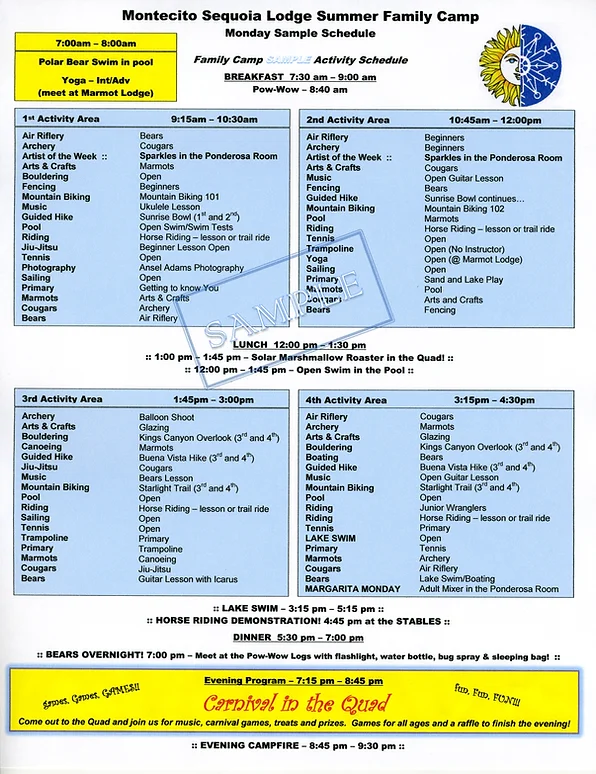 Montecito Sequoia Lodge Summer Family Camp
Monday Sample Schedule
7:00am – 8:00am
Polar Bear Swim in pool
Yoga – Int/Adv
(meet at Marmot Lodge)
Family Camp SAMPLE Activity Schedule
BREAKFAST 7:30 am – 9:00 am
Pow-Wow – 8:40 am
1st Activity Area 9:15am – 10:30am
Air Riflery Bears
Archery Cougars
Artist of the Week :: Sparkles in the Ponderosa Room
Arts & Crafts Marmots
Bouldering Open
Fencing Beginners
Mountain Biking Mountain Biking 101
Music Ukulele Lesson
Guided Hike Sunrise Bowl (1st and 2nd)
Pool Open Swim/Swim Tests
Riding Horse Riding – lesson or trail ride
Jiu-Jitsu Beginner Lesson Open
Tennis Open
Photography Ansel Adams Photography
Sailing Open
Primary Getting to know You
Marmots Arts & Crafts
Cougars Archery
Bears Air Riflery
2nd Activity Area 10:45am – 12:00pm
Air Riflery Beginners
Archery Beginners
Artist of the Week :: Sparkles in the Ponderosa Room
Arts & Crafts Cougars
Music Open Guitar Lesson
Fencing Bears
Guided Hike Sunrise Bowl continues…
Mountain Biking Mountain Biking 102
Pool Marmots
Riding Horse Riding – lesson or trail ride
Tennis Open
Trampoline Open (No Instructor)
Yoga Open (@ Marmot Lodge)
Sailing Open
Primary Sand and Lake Play
Marmots Pool
Cougars Arts and Crafts
Bears Fencing
SAMPLE
LUNCH 12:00 pm – 1:30 pm
:: 1:00 pm – 1:45 pm – Solar Marshmallow Roaster in the Quad! ::
:: 12:00 pm – 1:45 pm – Open Swim in the Pool ::
3rd Activity Area 1:45pm – 3:00pm
Archery Balloon Shoot
Arts & Crafts Glazing
Bouldering Kings Canyon Overlook (3rd and 4th)
Canoeing Marmots
Guided Hike Buena Vista Hike (3rd and 4th)
Jiu-Jitsu Cougars
Music Bears Lesson
Mountain Biking Starlight Trail (3rd and 4th)
Pool Open
Riding Horse Riding – lesson or trail ride
Sailing Open
Tennis Open
Trampoline Primary
Primary Trampoline
Marmots Canoeing
Cougars Jiu-Jitsu
Bears Guitar Lesson with Icarus
4th Activity Area 3:15pm – 4:30pm
Air Riflery Cougars
Archery Marmots
Arts & Crafts Glazing
Bouldering Kings Canyon Overlook (3rd and 4th)
Boating Bears
Guided Hike Buena Vista Hike (3rd and 4th)
Music Open Guitar Lesson
Mountain Biking Starlight Trail (3rd and 4th)
Pool Open
Riding Junior Wranglers
Riding Horse Riding – lesson or trail ride
Tennis Open
LAKE SWIM Open
Primary Tennis
Marmots Archery
Cougars Air Riflery
Bears Lake Swim/Boating
MARGARITA MONDAY Adult Mixer in the Ponderosa Room
:: LAKE SWIM – 3:15 pm – 5:15 pm ::
:: HORSE RIDING DEMONSTRATION! 4:45 pm at the STABLES ::
DINNER 5:30 pm – 7:00 pm
:: BEARS OVERNIGHT! 7:00 pm – Meet at the Pow-Wow Logs with flashlight, water bottle, bug spray & sleeping bag! ::
Evening Program – 7:15 pm – 8:45 pm
games, Games, GAMES!!
Carnival in the Quad
fun, Fun, FUN!!!
Come out to the Quad and join us for music, carnival games, treats and prizes. Games for all ages and a raffle to finish the evening!
:: EVENING CAMPFIRE – 8:45 pm – 9:30 pm ::